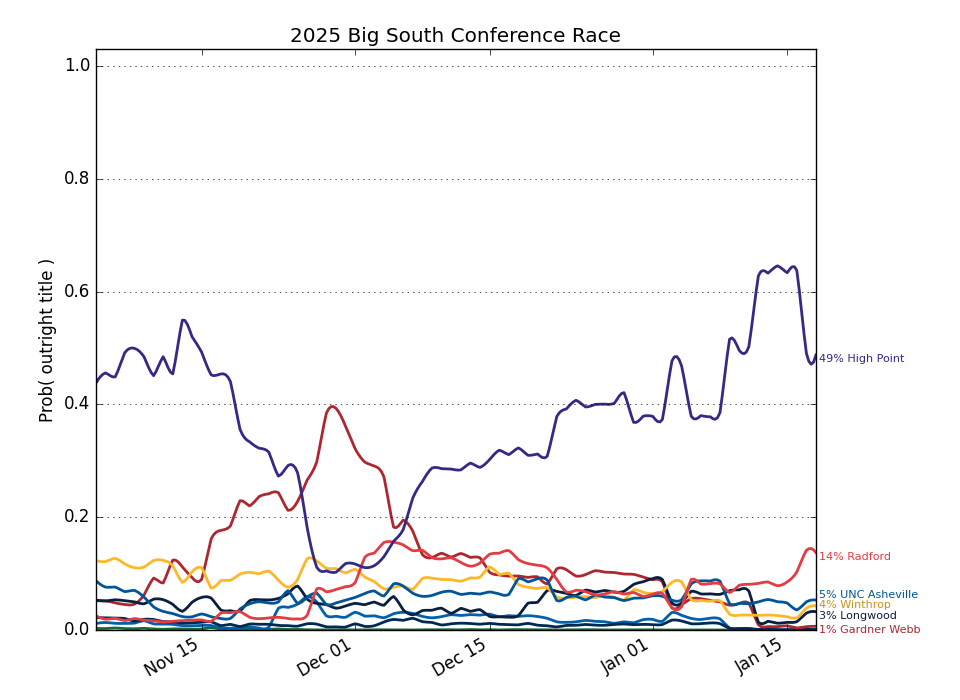 2025 Big South Conference Race
Prob( outright title )
1.0
0.8
0.6
0.4
0.2
0.0
49% High Point
14% Radford
5% UNC Asheville
4% Winthrop
3% Longwood
1% Gardner Webb
Nov 15
Dec 01
Dec 15
Jan 01
Jan 15